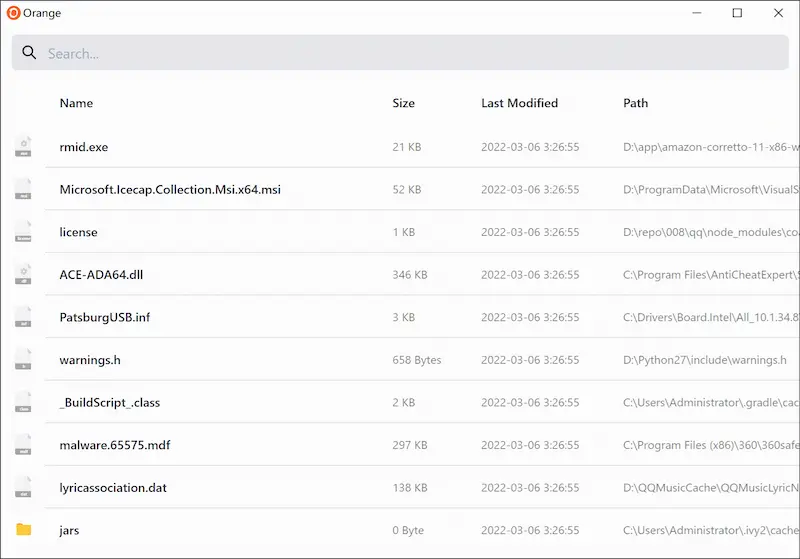 Orange
Search...
Name Size Last Modified Path
rmid.exe 21 KB 2022-03-06 3:26:55 D:\app\amazon-corretto-11-x86-w
Microsoft.Icecap.Collection.Msi.x64.msi 52 KB 2022-03-06 3:26:55 D:\ProgramData\Microsoft\VisualS
license 1 KB 2022-03-06 3:26:55 D:\repo\008\qq\node_modules\co
ACE-ADA64.dll 346 KB 2022-03-06 3:26:55 C:\Program Files\AntiCheatExpert\S
PatsburgUSB.inf 3 KB 2022-03-06 3:26:55 C:\Drivers\Board.Intel\All_10.1.34.8
warnings.h 658 Bytes 2022-03-06 3:26:55 D:\Python27\include\warnings.h
_BuildScript_.class 2 KB 2022-03-06 3:26:55 C:\Users\Administrator\.gradle\cac
malware.65575.mdf 297 KB 2022-03-06 3:26:55 C:\Program Files (x86)\360\360safe
lyricassociation.dat 138 KB 2022-03-06 3:26:55 D:\QQMusicCache\QQMusicLyricN
jars 0 Byte 2022-03-06 3:26:55 C:\Users\Administrator\.ivy2\cache